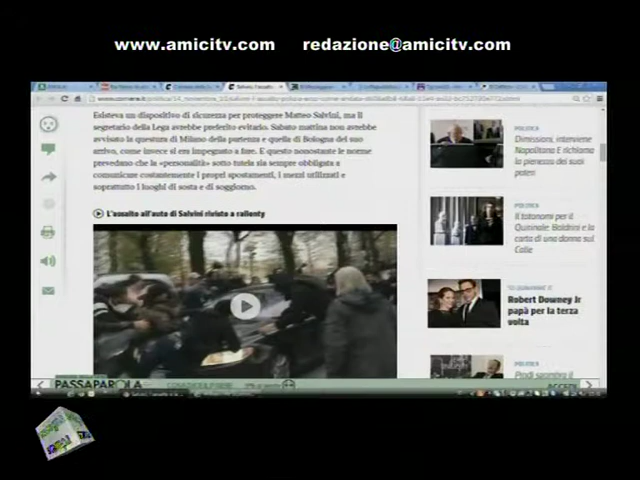 www.amicitv.com redazione@amicitv.com
Esisteva un dispositivo di sicurezza per proteggere Matteo Salvini, ma il
segretario della Lega avrebbe preferito evitarlo. Sabato mattina non avrebbe
avvisato la questura di Milano della partenza e quella di Bologna del suo
arrivo, come invece si era impegnato a fare. E questo nonostante le norme
prevedano che la «personalità» sotto tutela sia sempre obbligata a
comunicare costantemente i propri spostamenti, i mezzi utilizzati e
soprattutto i luoghi di sosta e di soggiorno.
L'assalto all'auto di Salvini rivisto a rallenty
POLITICA
Dimissioni, interviene
Napolitano E richiama
la pienezza dei suoi
poteri
POLITICA
Il totonomi per il
Quirinale: Boldrini e la
carta di una donna sul
Colle
Robert Downey Jr
papà per la terza
volta
POLITICA
PASSAPAROLA